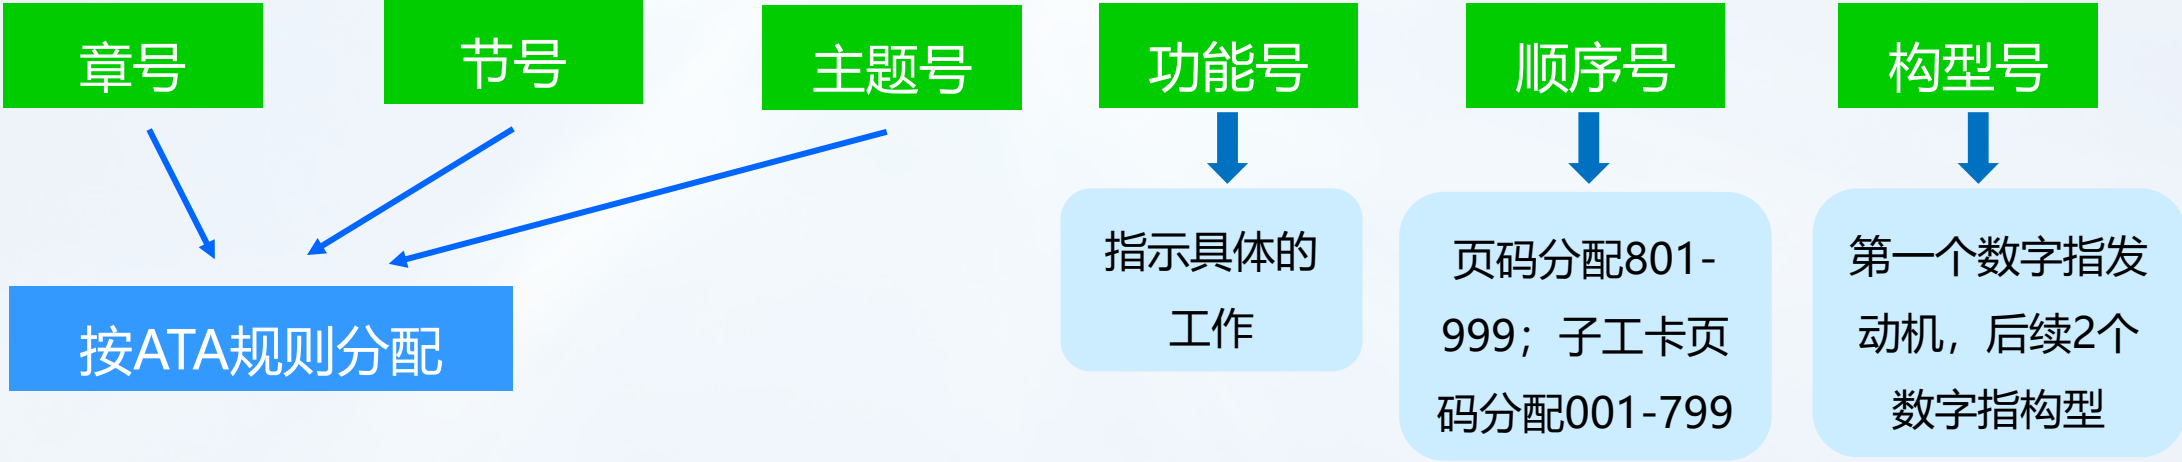 章号
节号
主题号
功能号
顺序号
构型号
按ATA规则分配
指示具体的
工作
页码分配801-
999；子工卡页
码分配001-799
第一个数字指发
动机，后续2个
数字指构型